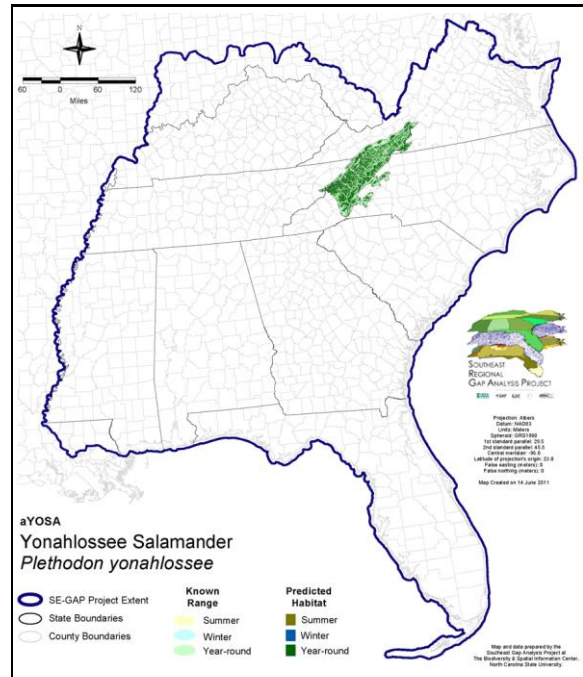 N
60 0 60 120
Miles
SOUTHEAST
REGIONAL
GAP ANALYSIS PROJECT
Projection: Albers
Datum: NAD83
Units: Meters
Spheroid: GRS1980
1st standard parallel: 29.5
2nd standard parallel: 45.5
Central meridian: -96.0
Latitude of projection's origin: 23.0
False easting (meters): 0
False northing (meters): 0
Map Created on 14 June 2011
aYOSA
Yonahlossee Salamander
Plethodon yonahlossee
SE-GAP Project Extent
State Boundaries
County Boundaries
Known
Range
Summer
Winter
Year-round
Predicted
Habitat
Summer
Winter
Year-round
Map and data prepared by the
Southeast Gap Analysis Project at
The Biodiversity & Spatial Information Center,
North Carolina State University.